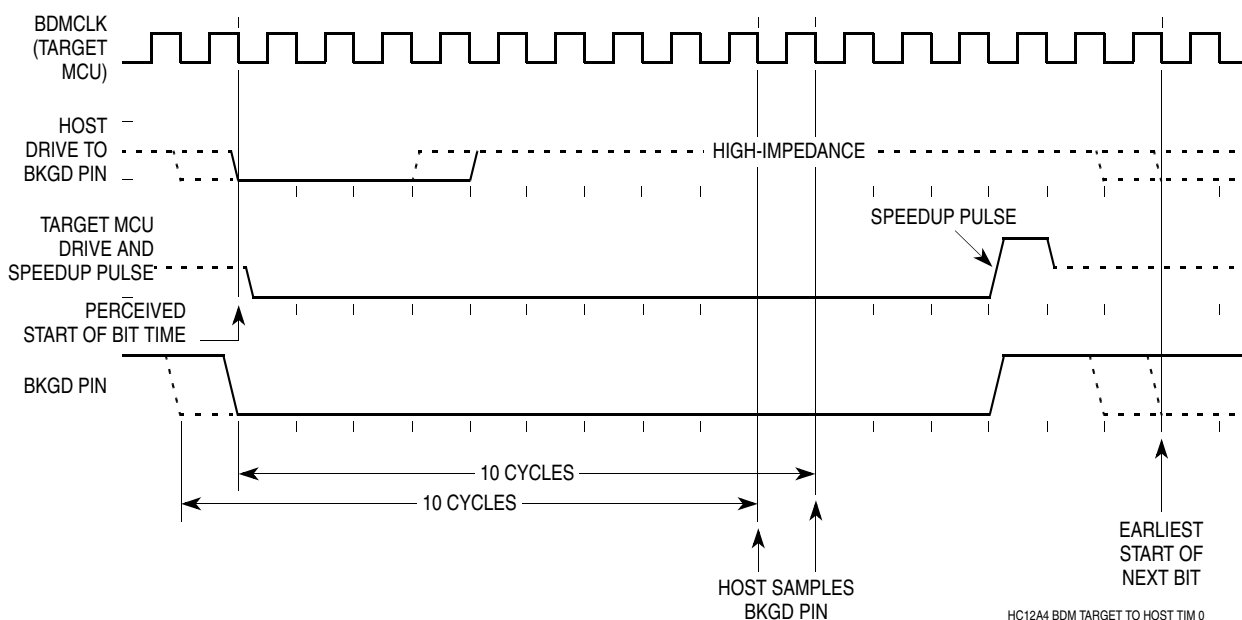 BDMCLK
(TARGET
MCU)
HOST
DRIVE TO
BKGD PIN
HIGH-IMPEDANCE
TARGET MCU
DRIVE AND
SPEEDUP PULSE
SPEEDUP PULSE
PERCEIVED
START OF BIT TIME
BKGD PIN
10 CYCLES
10 CYCLES
HOST SAMPLES
BKGD PIN
EARLIEST
START OF
NEXT BIT
HC12A4 BDM TARGET TO HOST TIM 0